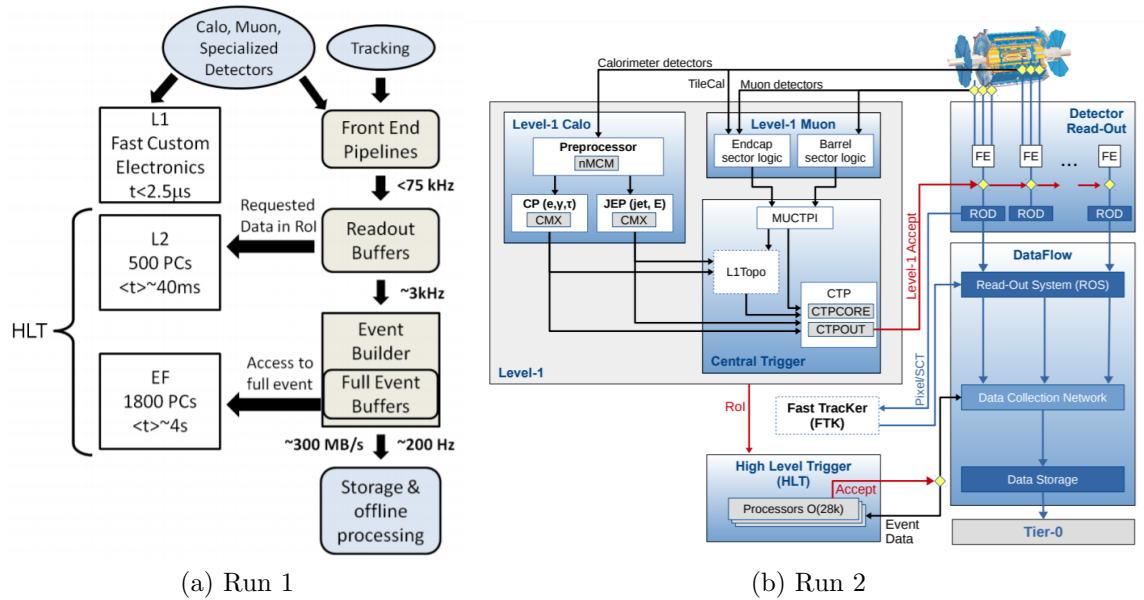 Calo, Muon,
Specialized
Detectors
Tracking
L1
Fast Custom
Electronics
t<2.5μs
Front End
Pipelines
<75 kHz
Requested
Data in RoI
L2
500 PCs
<t>~40ms
Readout
Buffers
~3kHz
HLT
Event
Builder
Full Event
Buffers
Access to
full event
EF
1800 PCs
<t>~4s
~300 MB/s
~200 Hz
Storage &
offline
processing
(a) Run 1
Calorimeter detectors
TileCal
Muon detectors
Level-1 Calo
Preprocessor
nMCM
CP (e,γ,τ)
CMX
JEP (jet, E)
CMX
Level-1 Muon
Endcap
sector logic
Barrel
sector logic
MUCTPI
L1Topo
CTP
CTPCORE
CTPOUT
Central Trigger
Level-1
Level-1 Accept
Detector
Read-Out
FE
FE
...
FE
ROD
ROD
ROD
DataFlow
Read-Out System (ROS)
Data Collection Network
Data Storage
Tier-0
Pixel/SCT
RoI
Fast TracKer
(FTK)
High Level Trigger
(HLT)
Accept
Processors O(28k)
Event
Data
(b) Run 2